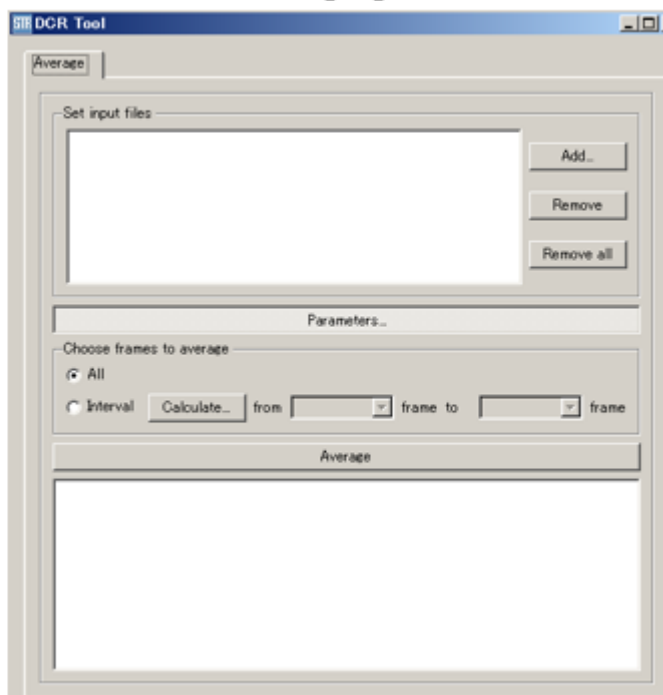 STR DCR Tool
Average
Set input files
Add...
Remove
Remove all
Parameters...
Choose frames to average
All
Interval Calculate... from frame to frame
Average